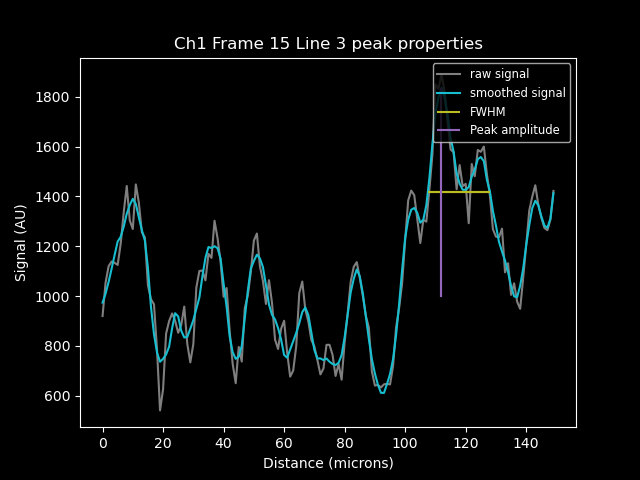 Ch1 Frame 15 Line 3 peak properties
raw signal
smoothed signal
FWHM
Peak amplitude
Signal (AU)
1800
1600
1400
1200
1000
800
600
0 20 40 60 80 100 120 140
Distance (microns)